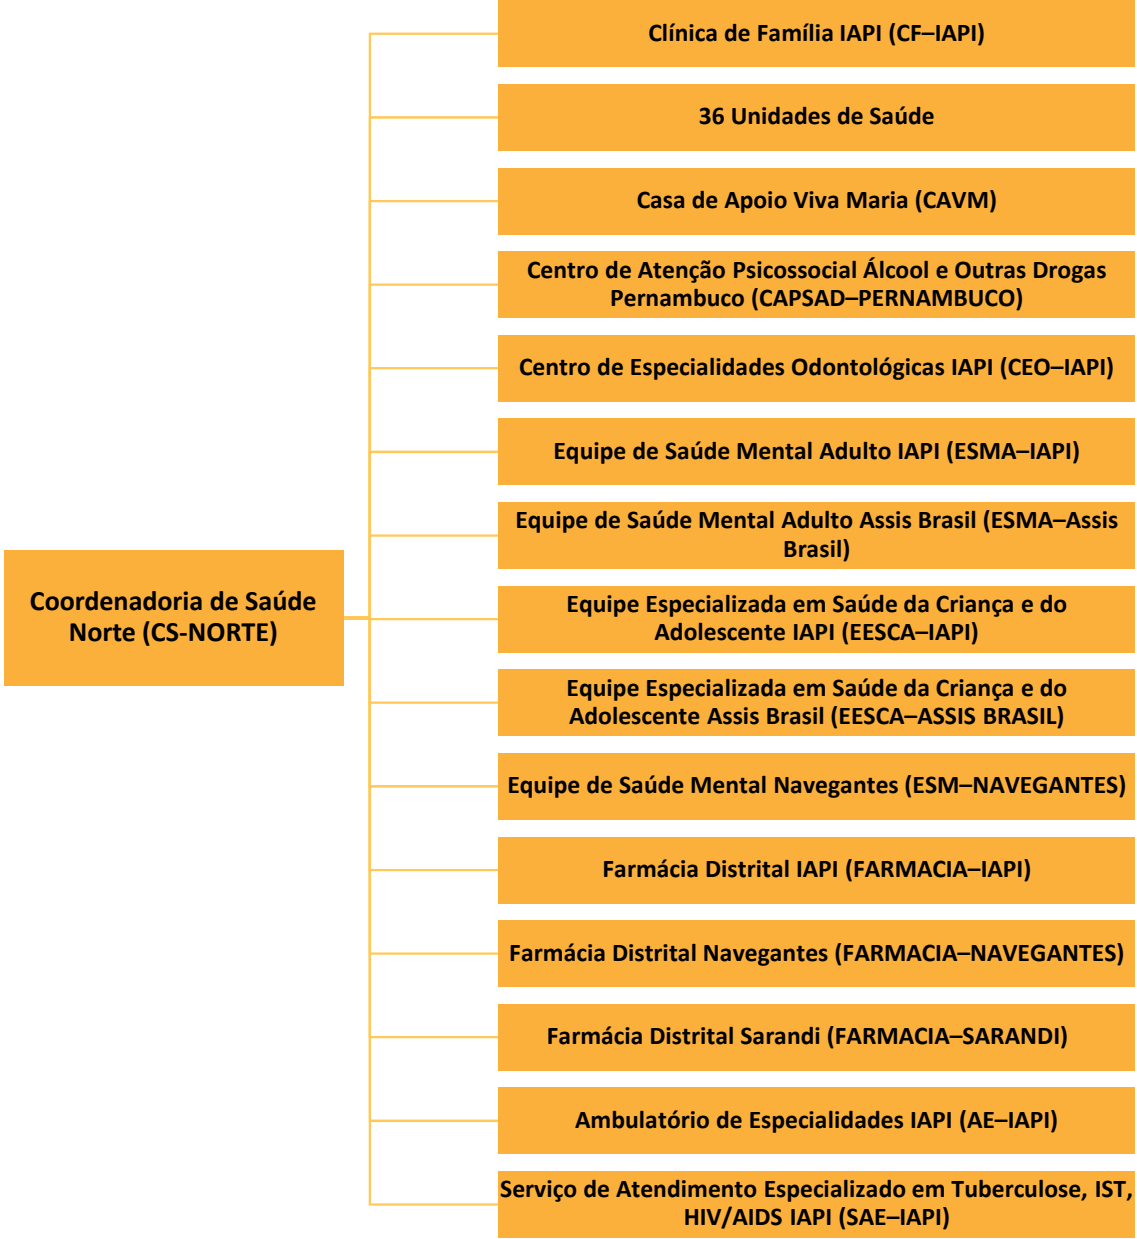 Clínica de Família IAPI (CF–IAPI)
36 Unidades de Saúde
Casa de Apoio Viva Maria (CAVM)
Centro de Atenção Psicossocial Álcool e Outras Drogas
Pernambuco (CAPSAD–PERNAMBUCO)
Centro de Especialidades Odontológicas IAPI (CEO–IAPI)
Equipe de Saúde Mental Adulto IAPI (ESMA–IAPI)
Equipe de Saúde Mental Adulto Assis Brasil (ESMA–Assis
Brasil)
Coordenadoria de Saúde
Norte (CS-NORTE)
Equipe Especializada em Saúde da Criança e do
Adolescente IAPI (EESCA–IAPI)
Equipe Especializada em Saúde da Criança e do
Adolescente Assis Brasil (EESCA–ASSIS BRASIL)
Equipe de Saúde Mental Navegantes (ESM–NAVEGANTES)
Farmácia Distrital IAPI (FARMACIA–IAPI)
Farmácia Distrital Navegantes (FARMACIA–NAVEGANTES)
Farmácia Distrital Sarandi (FARMACIA–SARANDI)
Ambulatório de Especialidades IAPI (AE–IAPI)
Serviço de Atendimento Especializado em Tuberculose, IST,
HIV/AIDS IAPI (SAE–IAPI)